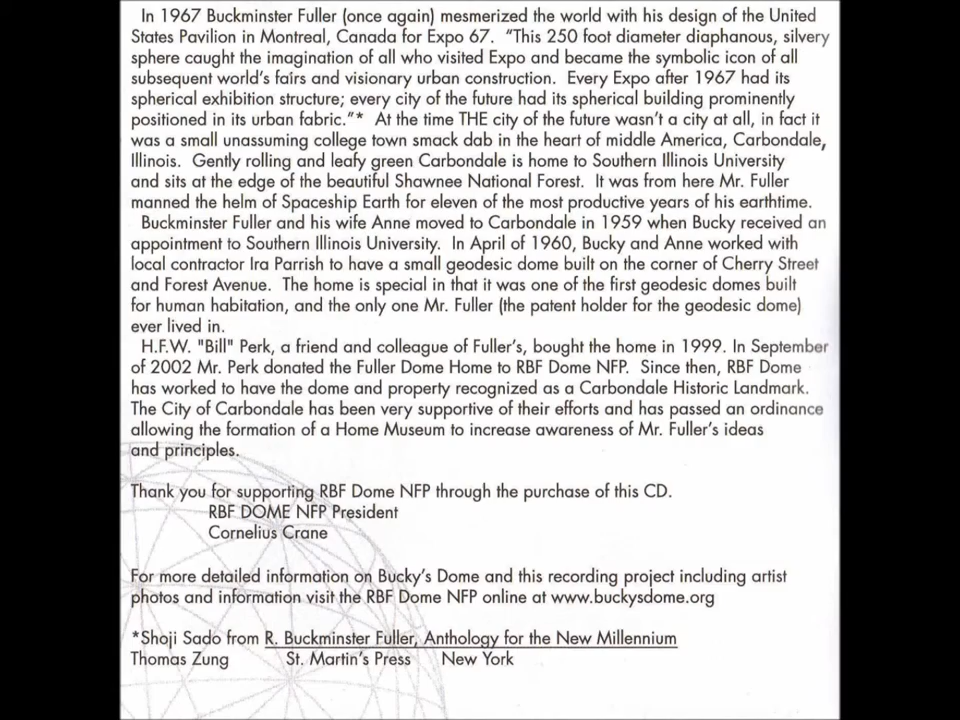 In 1967 Buckminster Fuller (once again) mesmerized the world with his design of the United
States Pavilion in Montreal, Canada for Expo 67. "This 250 foot diameter diaphanous, silvery
sphere caught the imagination of all who visited Expo and became the symbolic icon of all
subsequent world's fairs and visionary urban construction. Every Expo after 1967 had its
spherical exhibition structure; every city of the future had its spherical building prominently
positioned in its urban fabric."* At the time THE city of the future wasn't a city at all, in fact it
was a small unassuming college town smack dab in the heart of middle America, Carbondale,
Illinois. Gently rolling and leafy green Carbondale is home to Southern Illinois University
and sits at the edge of the beautiful Shawnee National Forest. It was from here Mr. Fuller
manned the helm of Spaceship Earth for eleven of the most productive years of his earthtime.
Buckminster Fuller and his wife Anne moved to Carbondale in 1959 when Bucky received an
appointment to Southern Illinois University. In April of 1960, Bucky and Anne worked with
local contractor Ira Parrish to have a small geodesic dome built on the corner of Cherry Street
and Forest Avenue. The home is special in that it was one of the first geodesic domes built
for human habitation, and the only one Mr. Fuller (the patent holder for the geodesic dome)
ever lived in.
H.F.W. "Bill" Perk, a friend and colleague of Fuller's, bought the home in 1999. In September
of 2002 Mr. Perk donated the Fuller Dome Home to RBF Dome NFP. Since then, RBF Dome
has worked to have the dome and property recognized as a Carbondale Historic Landmark.
The City of Carbondale has been very supportive of their efforts and has passed an ordinance
allowing the formation of a Home Museum to increase awareness of Mr. Fuller's ideas
and principles.
Thank you for supporting RBF Dome NFP through the purchase of this CD.
RBF DOME NFP President
Cornelius Crane
For more detailed information on Bucky's Dome and this recording project including artist
photos and information visit the RBF Dome NFP online at www.buckysdome.org
*Shoji Sado from R. Buckminster Fuller, Anthology for the New Millennium
Thomas Zung St. Martin's Press New York